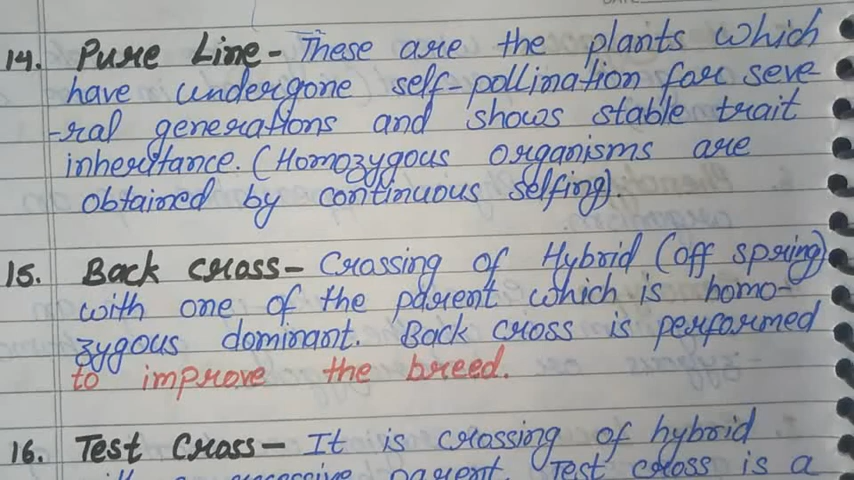 14. Pure Line - These are the plants which
have undergone self-pollination for seve
-ral generations and shows stable trait
inheritance. (Homozygous organisms are
obtained by continuous selfing).
15. Back cross - Crossing of Hybrid (off spring)
with one of the parent which is homo-
zygous dominant. Back cross is performed
to improve the breed.
16. Test Cross - It is crossing of hybrid
parent. Test cross is a